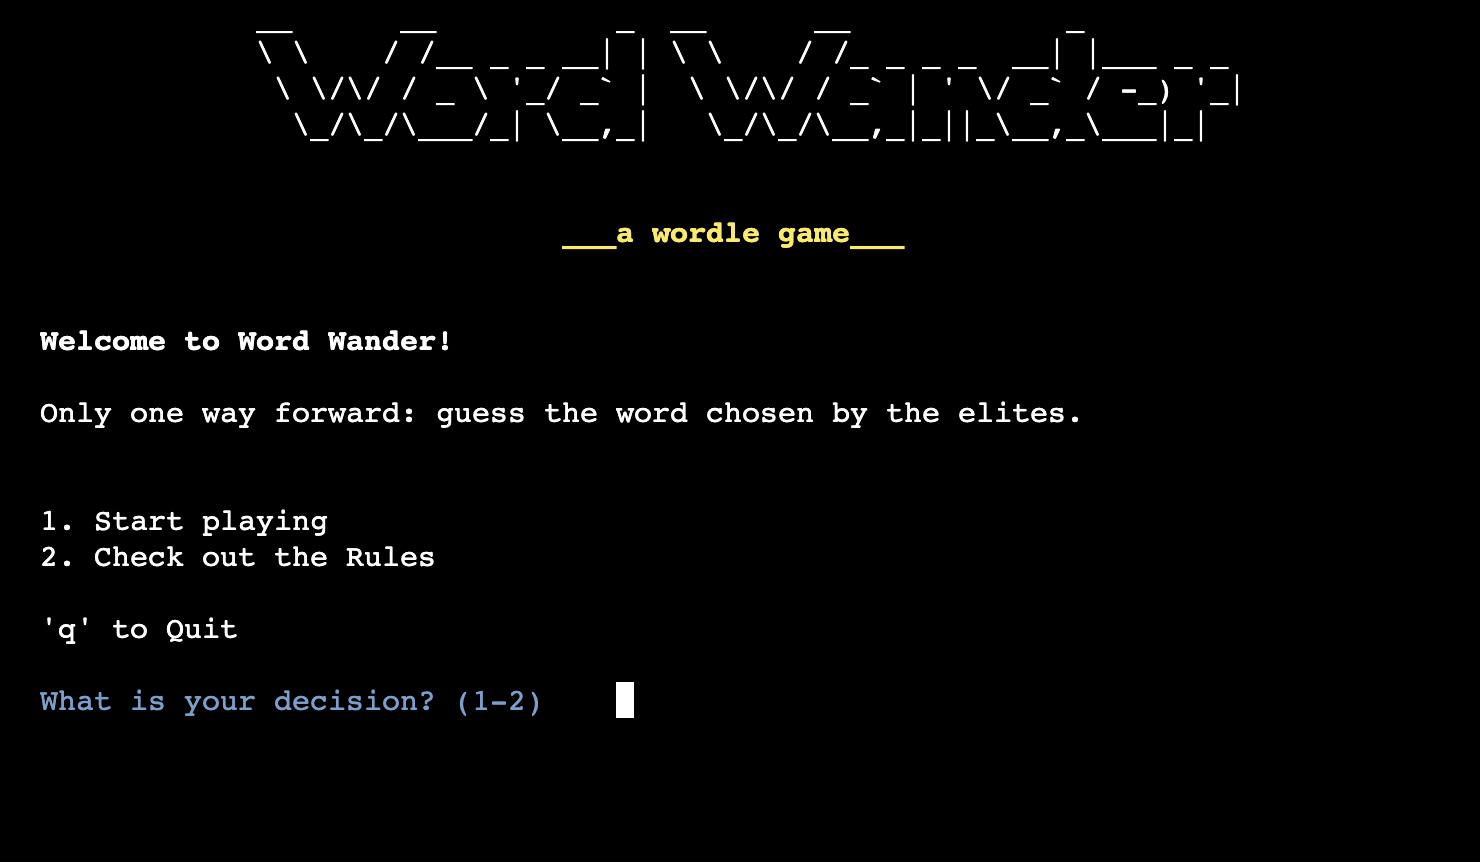 Word Wander
___a wordle game___
Welcome to Word Wander!
Only one way forward: guess the word chosen by the elites.
1. Start playing
2. Check out the Rules
'q' to Quit
What is your decision? (1-2)